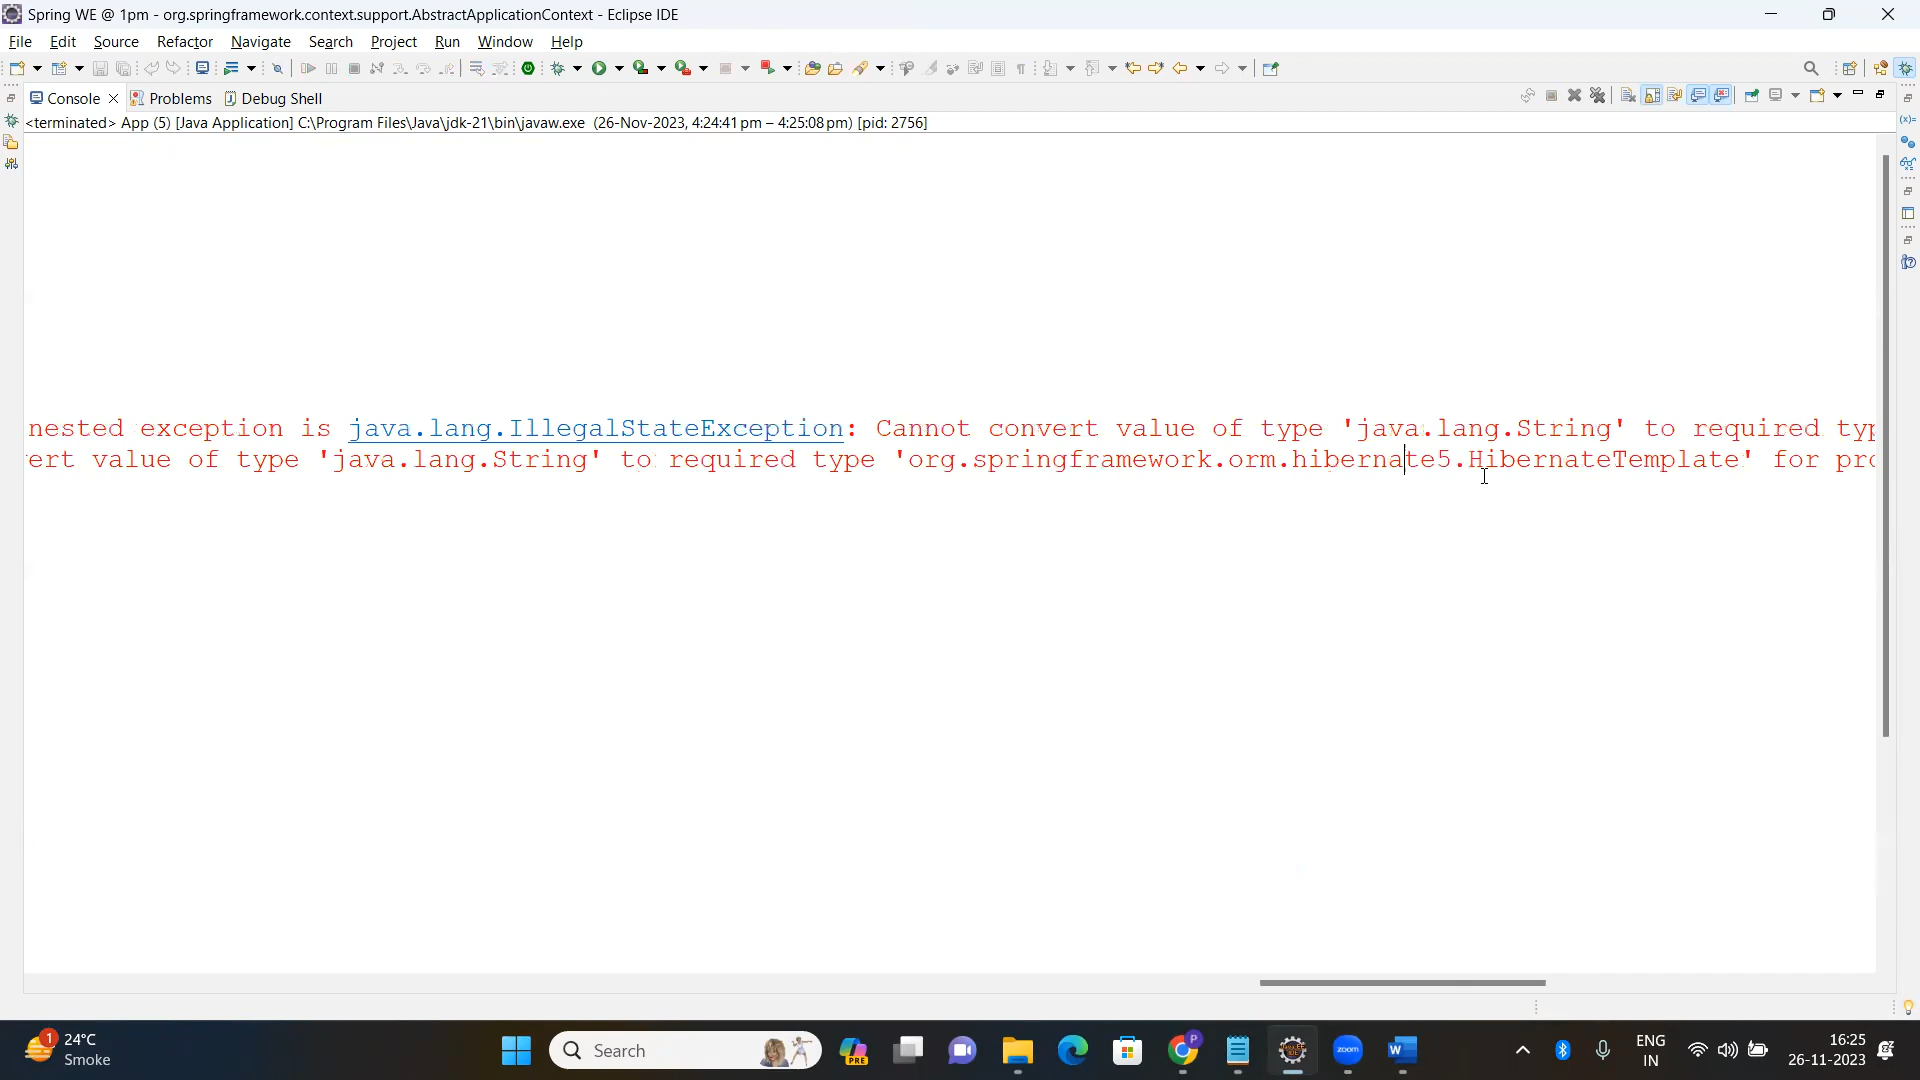 Spring WE @ 1pm - org.springframework.context.support.AbstractApplicationContext - Eclipse IDE
File Edit Source Refactor Navigate Search Project Run Window Help
Console Problems Debug Shell
<terminated> App (5) [Java Application] C:\Program Files\Java\jdk-21\bin\javaw.exe (26-Nov-2023, 4:24:41 pm – 4:25:08 pm) [pid: 2756]
nested exception is java.lang.IllegalStateException: Cannot convert value of type 'java.lang.String' to required typ
ert value of type 'java.lang.String' to required type 'org.springframework.orm.hibernate5.HibernateTemplate' for pro
1
24°C
Smoke
Search
PRE
P
zoom
ENG
IN
16:25
26-11-2023